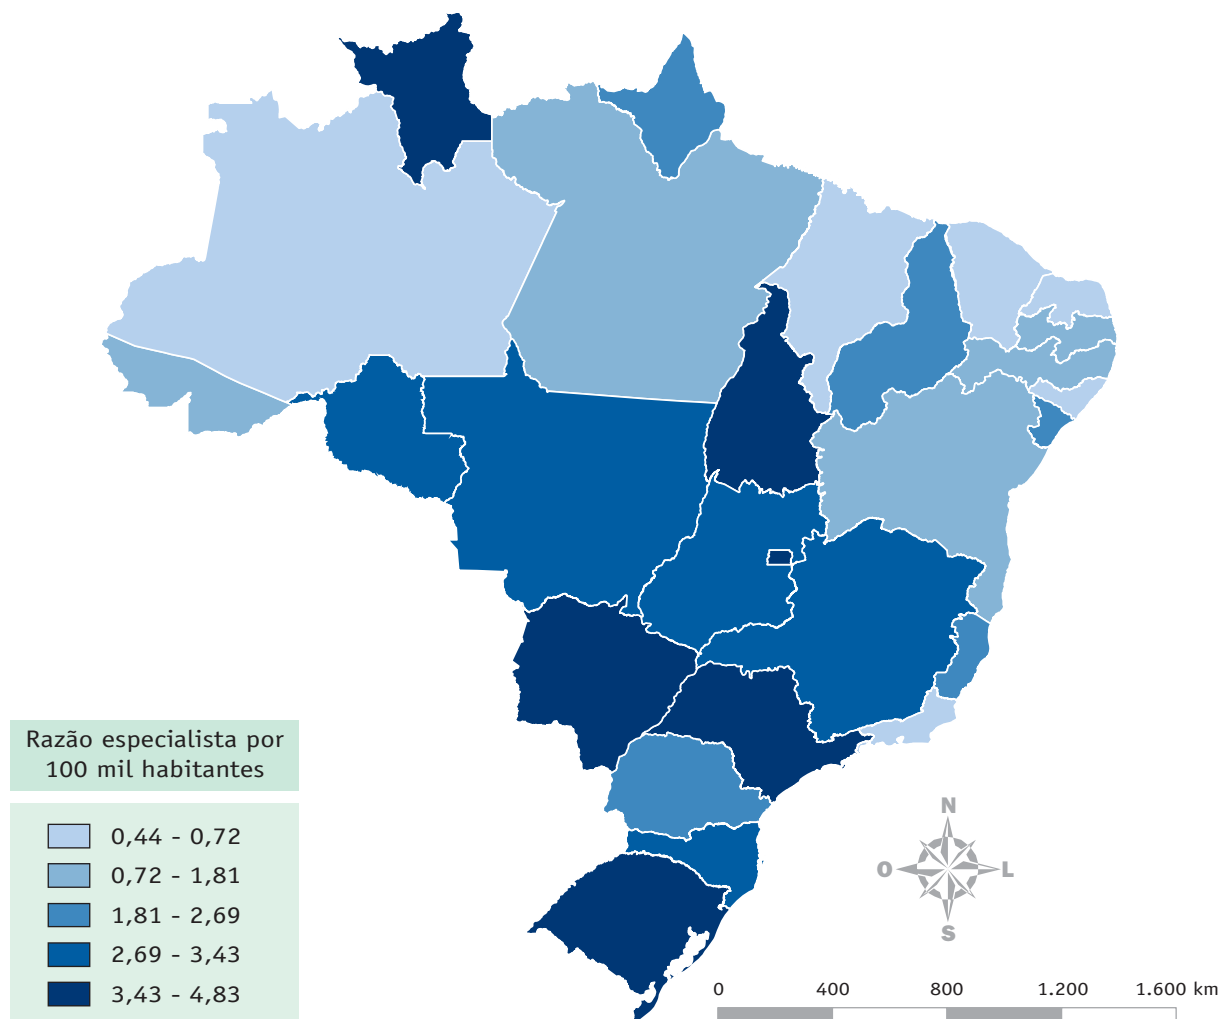 Razão especialista por
100 mil habitantes
0,44 - 0,72
0,72 - 1,81
1,81 - 2,69
2,69 - 3,43
3,43 - 4,83
N
O L
S
0 400 800 1.200 1.600 km